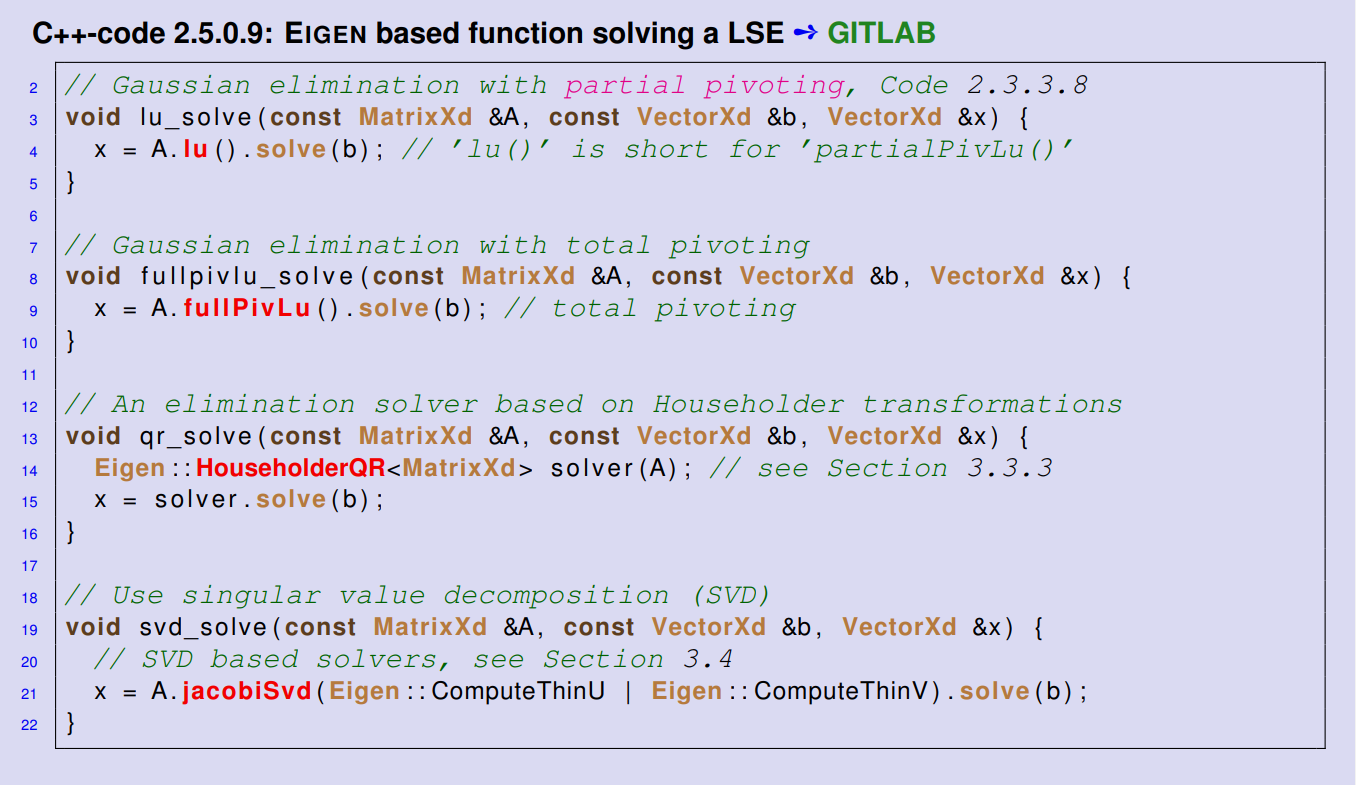 C++-code 2.5.0.9: EIGEN based function solving a LSE ➺ GITLAB
2 // Gaussian elimination with partial pivoting, Code 2.3.3.8
3 void lu_solve(const MatrixXd &A, const VectorXd &b, VectorXd &x) {
4 x = A.lu().solve(b); // 'lu()' is short for 'partialPivLu()'
5 }
6
7 // Gaussian elimination with total pivoting
8 void fullpivlu_solve(const MatrixXd &A, const VectorXd &b, VectorXd &x) {
9 x = A.fullPivLu().solve(b); // total pivoting
10 }
11
12 // An elimination solver based on Householder transformations
13 void qr_solve(const MatrixXd &A, const VectorXd &b, VectorXd &x) {
14 Eigen::HouseholderQR<MatrixXd> solver(A); // see Section 3.3.3
15 x = solver.solve(b);
16 }
17
18 // Use singular value decomposition (SVD)
19 void svd_solve(const MatrixXd &A, const VectorXd &b, VectorXd &x) {
20 // SVD based solvers, see Section 3.4
21 x = A.jacobiSvd(Eigen::ComputeThinU | Eigen::ComputeThinV).solve(b);
22 }